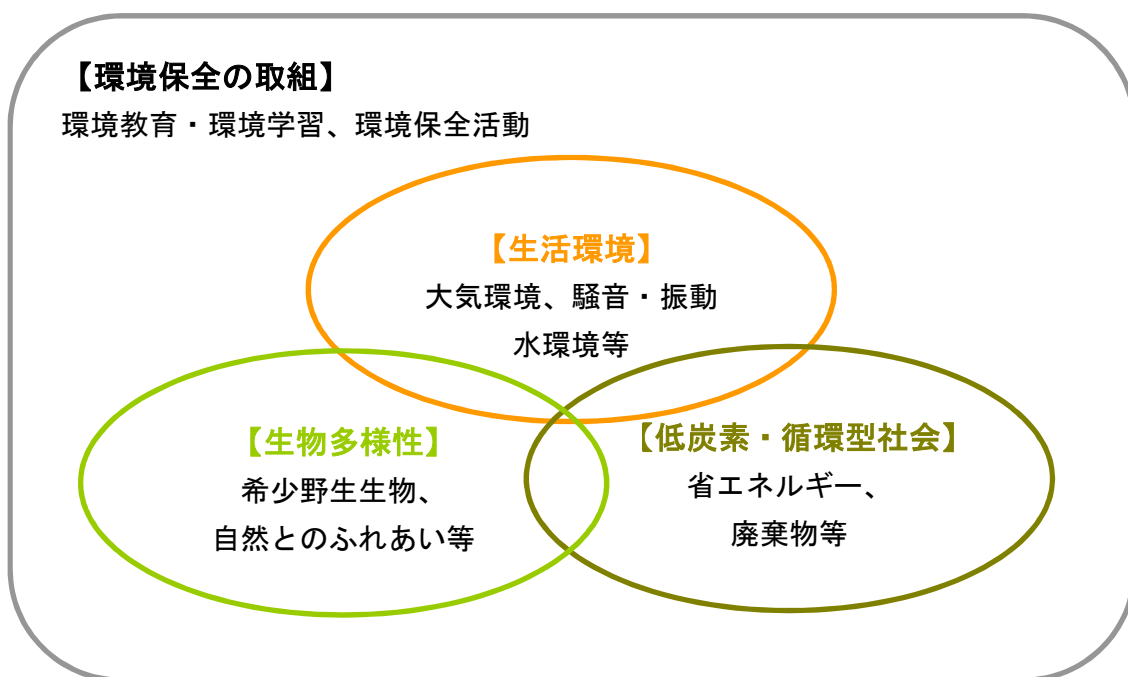 【環境保全の取組】
環境教育・環境学習、環境保全活動
【生活環境】
大気環境、騒音・振動
水環境等
【生物多様性】
希少野生生物、
自然とのふれあい等
【低炭素・循環型社会】
省エネルギー、
廃棄物等